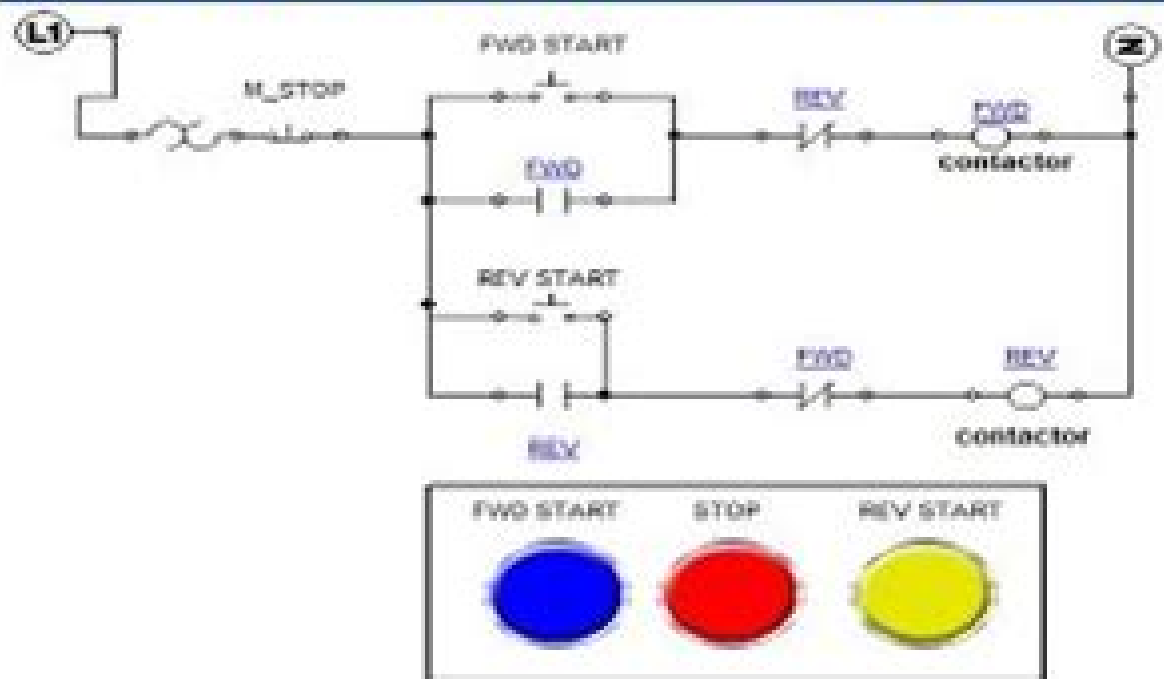 L1
FWD START
N
M_STOP
REV
FWD
contactor
FWD
REV START
FWD
REV
contactor
REV
FWD START
STOP
REV START